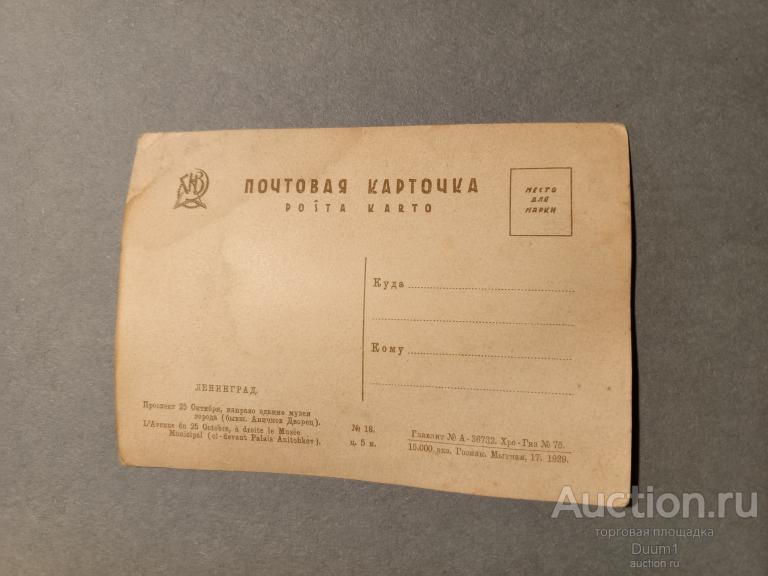 ПОЧТОВАЯ КАРТОЧКА
POŜTA KARTO
МЕСТО
ДЛЯ
МАРКИ
Куда
Кому
ЛЕНИНГРАД.
Проспект 25 Октября, направо здание музея
города (бывш. Аничков Дворец).
L'Avenue du 25 Octobre, à droite le Musée
Municipal (ci-devant Palais Anitchkov).
№ 18.
ц. 5 к.
Главлит № А-36732. Хро-Гиз № 75.
15.000 экз. Гознак. Мытная, 17. 1929.
Auction.ru
торговая площадка
Duum1
auction.ru